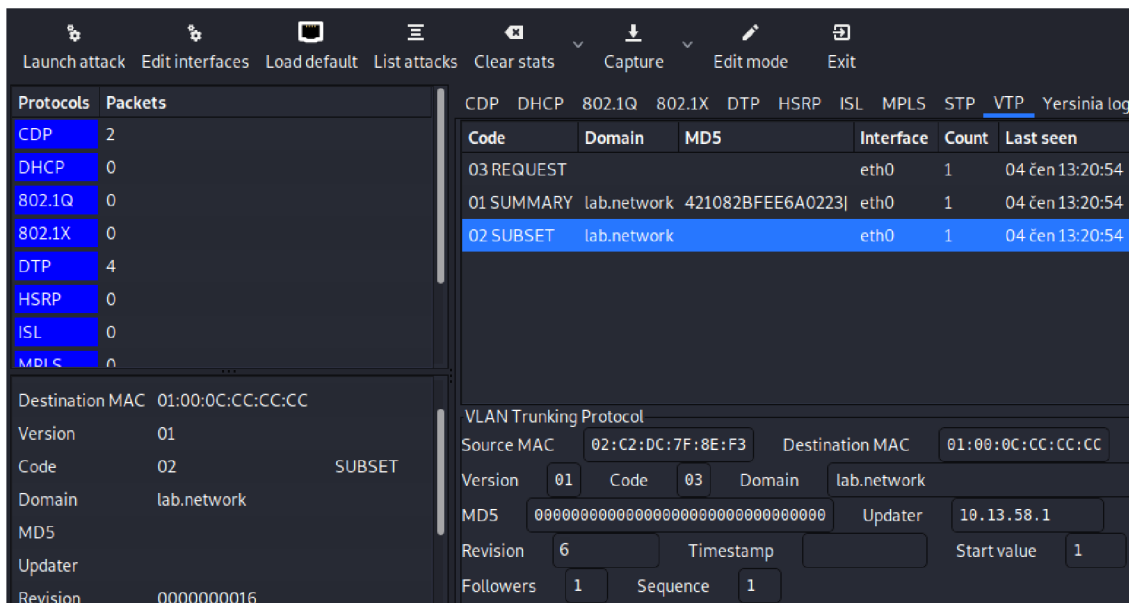 Launch attack Edit interfaces Load default List attacks Clear stats Capture Edit mode Exit
Protocols Packets
CDP 2
DHCP 0
802.1Q 0
802.1X 0
DTP 4
HSRP 0
ISL 0
MPLS 0
CDP DHCP 802.1Q 802.1X DTP HSRP ISL MPLS STP VTP Yersinia log
Code Domain MD5 Interface Count Last seen
03 REQUEST eth0 1 04 čen 13:20:54
01 SUMMARY lab.network 421082BFEE6A0223| eth0 1 04 čen 13:20:54
02 SUBSET lab.network eth0 1 04 čen 13:20:54
Destination MAC 01:00:0C:CC:CC:CC
Version 01
Code 02 SUBSET
Domain lab.network
MD5
Updater
Revision 0000000016
VLAN Trunking Protocol
Source MAC 02:C2:DC:7F:8E:F3 Destination MAC 01:00:0C:CC:CC:CC
Version 01 Code 03 Domain lab.network
MD5 00000000000000000000000000000000 Updater 10.13.58.1
Revision 6 Timestamp Start value 1
Followers 1 Sequence 1